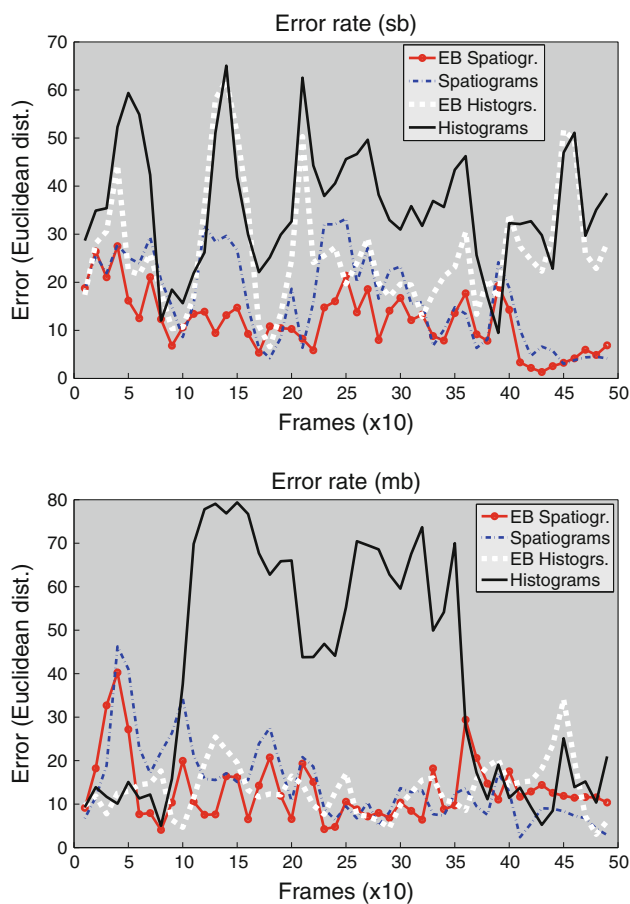 Error rate (sb)
Error (Euclidean dist.)
70
60
50
40
30
20
10
0
EB Spatiogr.
Spatiograms
EB Histogrs.
Histograms
0 5 10 15 20 25 30 35 40 45 50
Frames (x10)
Error rate (mb)
Error (Euclidean dist.)
80
70
60
50
40
30
20
10
0
EB Spatiogr.
Spatiograms
EB Histogrs.
Histograms
0 5 10 15 20 25 30 35 40 45 50
Frames (x10)